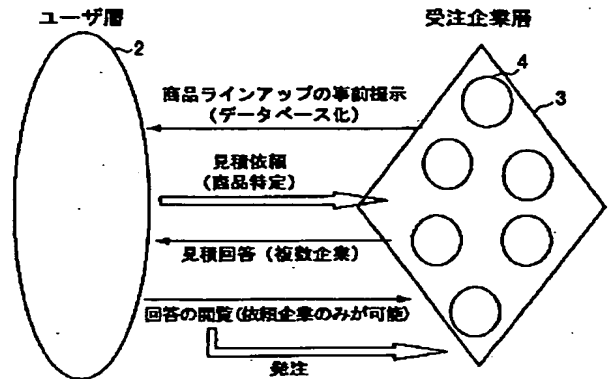 ユーザ層
受注企業層
2
4
3
商品ラインアップの事前提示
(データベース化)
見積依頼
(商品特定)
見積回答(複数企業)
回答の閲覧(依頼企業のみが可能)
発注